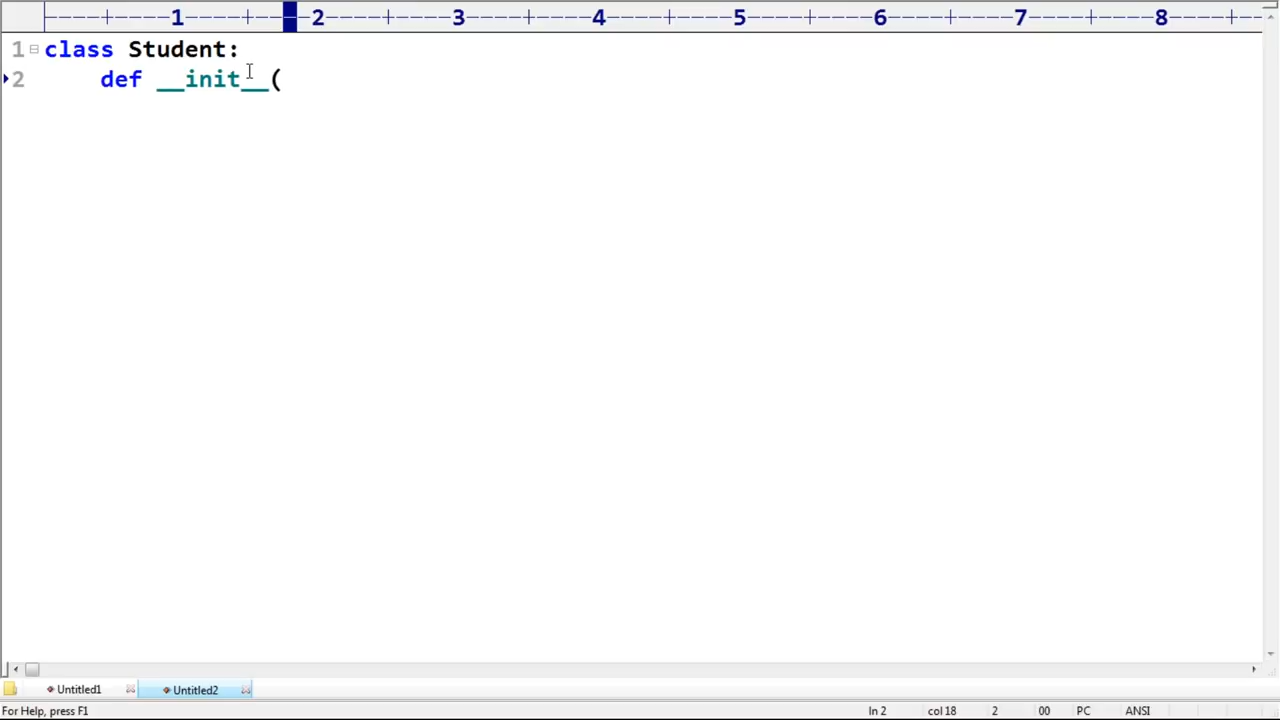 1 2 3 4 5 6 7 8
1 class Student:
2     def __init__(
Untitled1 Untitled2
For Help, press F1 ln 2 col 18 2 00 PC ANSI